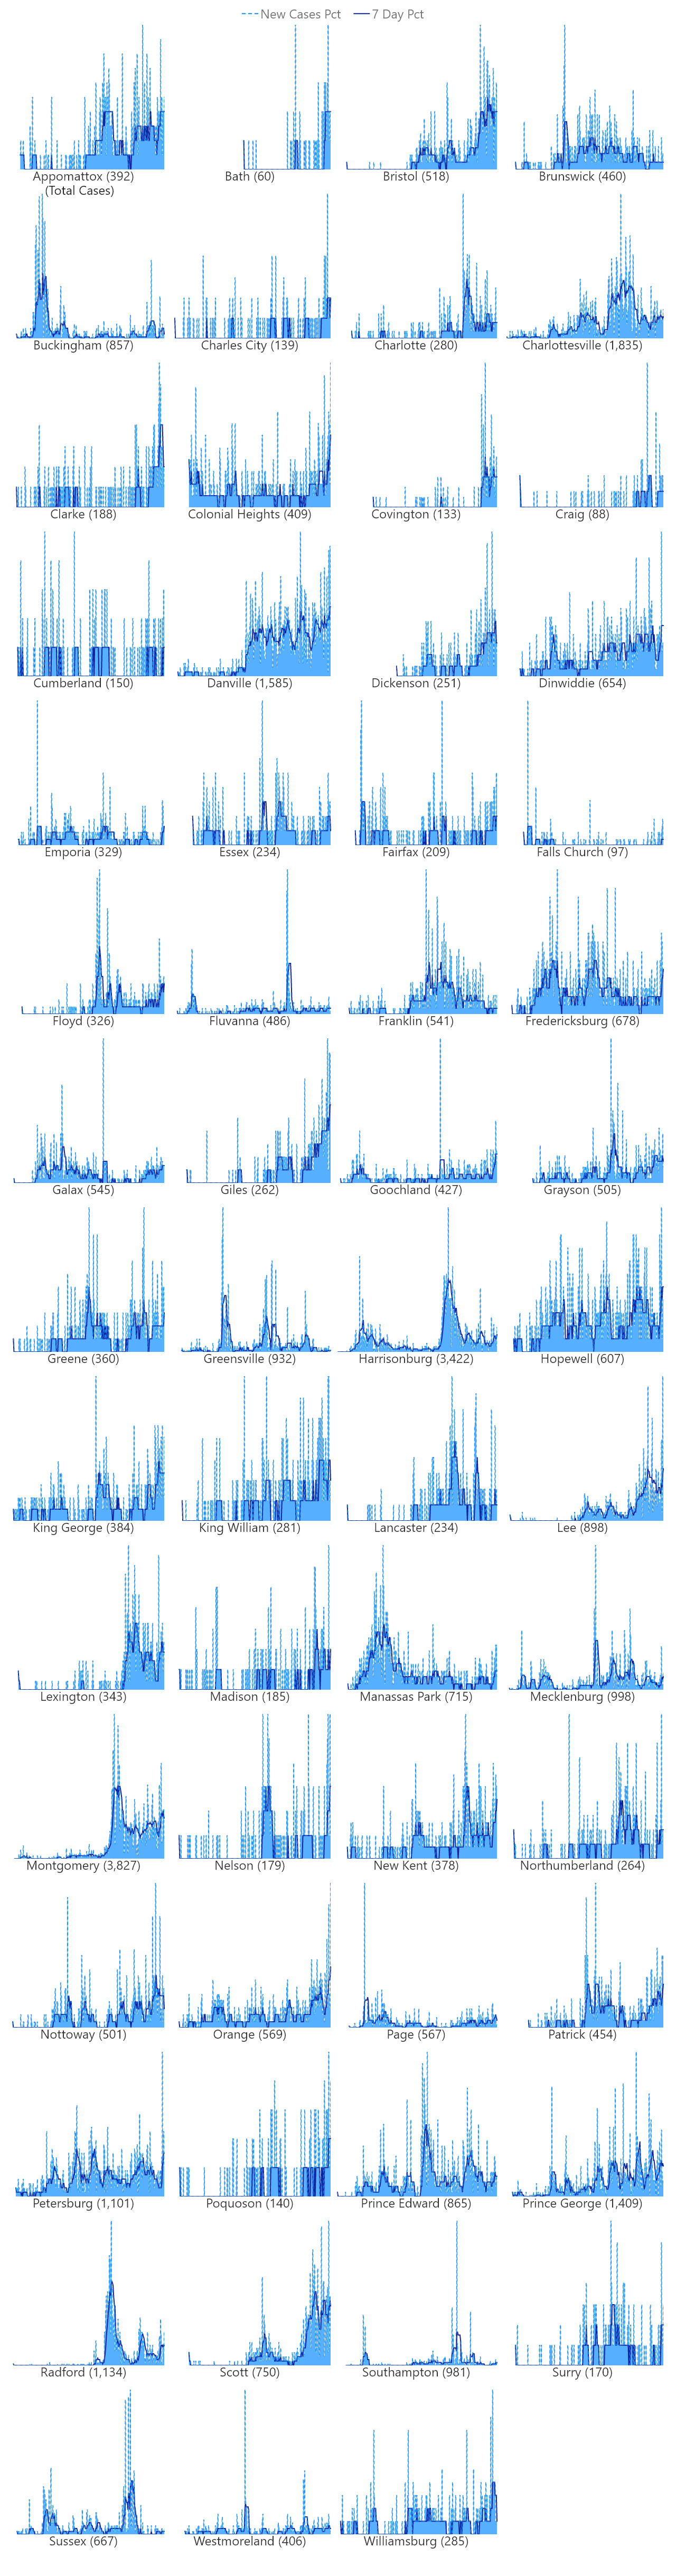 New Cases Pct 7 Day Pct
Appomattox (392) Bath (60) Bristol (518) Brunswick (460)
(Total Cases)
Buckingham (857) Charles City (139) Charlotte (280) Charlottesville (1,835)
Clarke (188) Colonial Heights (409) Covington (133) Craig (88)
Cumberland (150) Danville (1,585) Dickenson (251) Dinwiddie (654)
Emporia (329) Essex (234) Fairfax (209) Falls Church (97)
Floyd (326) Fluvanna (486) Franklin (541) Fredericksburg (678)
Galax (545) Giles (262) Goochland (427) Grayson (505)
Greene (360) Greensville (932) Harrisonburg (3,422) Hopewell (607)
King George (384) King William (281) Lancaster (234) Lee (898)
Lexington (343) Madison (185) Manassas Park (715) Mecklenburg (998)
Montgomery (3,827) Nelson (179) New Kent (378) Northumberland (264)
Nottoway (501) Orange (569) Page (567) Patrick (454)
Petersburg (1,101) Poquoson (140) Prince Edward (865) Prince George (1,409)
Radford (1,134) Scott (750) Southampton (981) Surry (170)
Sussex (667) Westmoreland (406) Williamsburg (285)